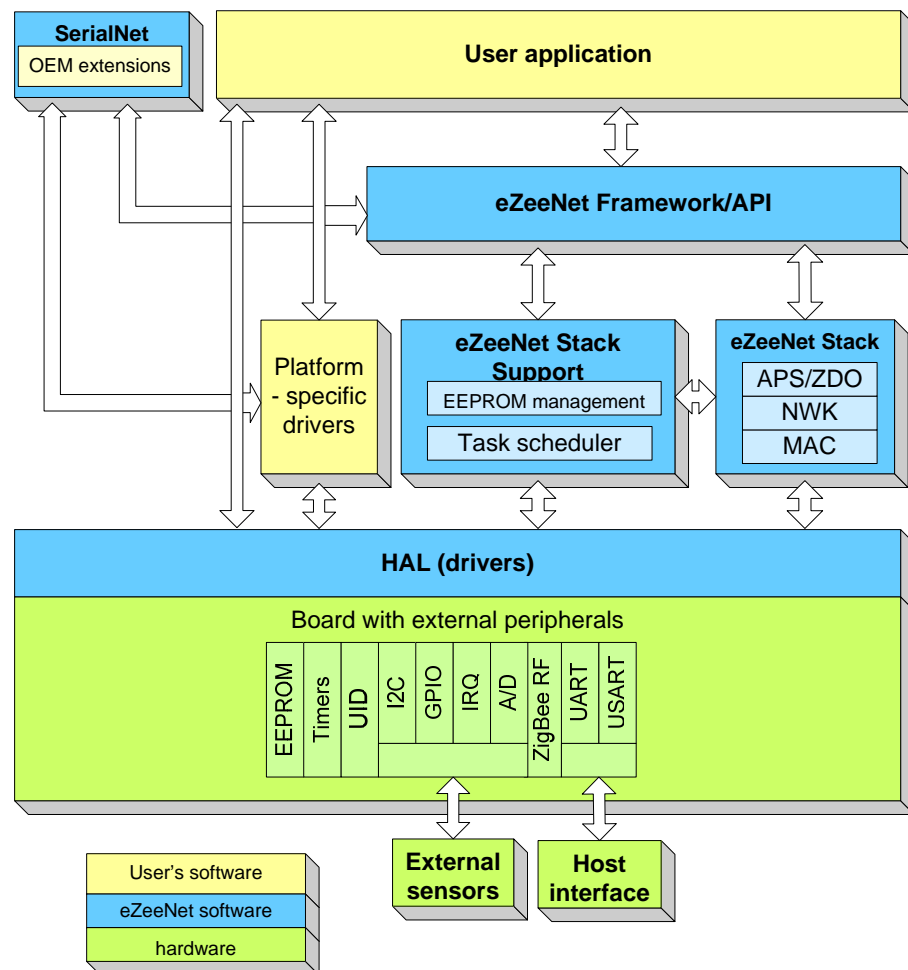 SerialNet
OEM extensions
User application
eZeeNet Framework/API
Platform
- specific
drivers
eZeeNet Stack
Support
EEPROM management
Task scheduler
eZeeNet Stack
APS/ZDO
NWK
MAC
HAL (drivers)
Board with external peripherals
EEPROM
Timers
UID
I2C
GPIO
IRQ
A/D
ZigBee RF
UART
USART
External
sensors
Host
interface
User's software
eZeeNet software
hardware